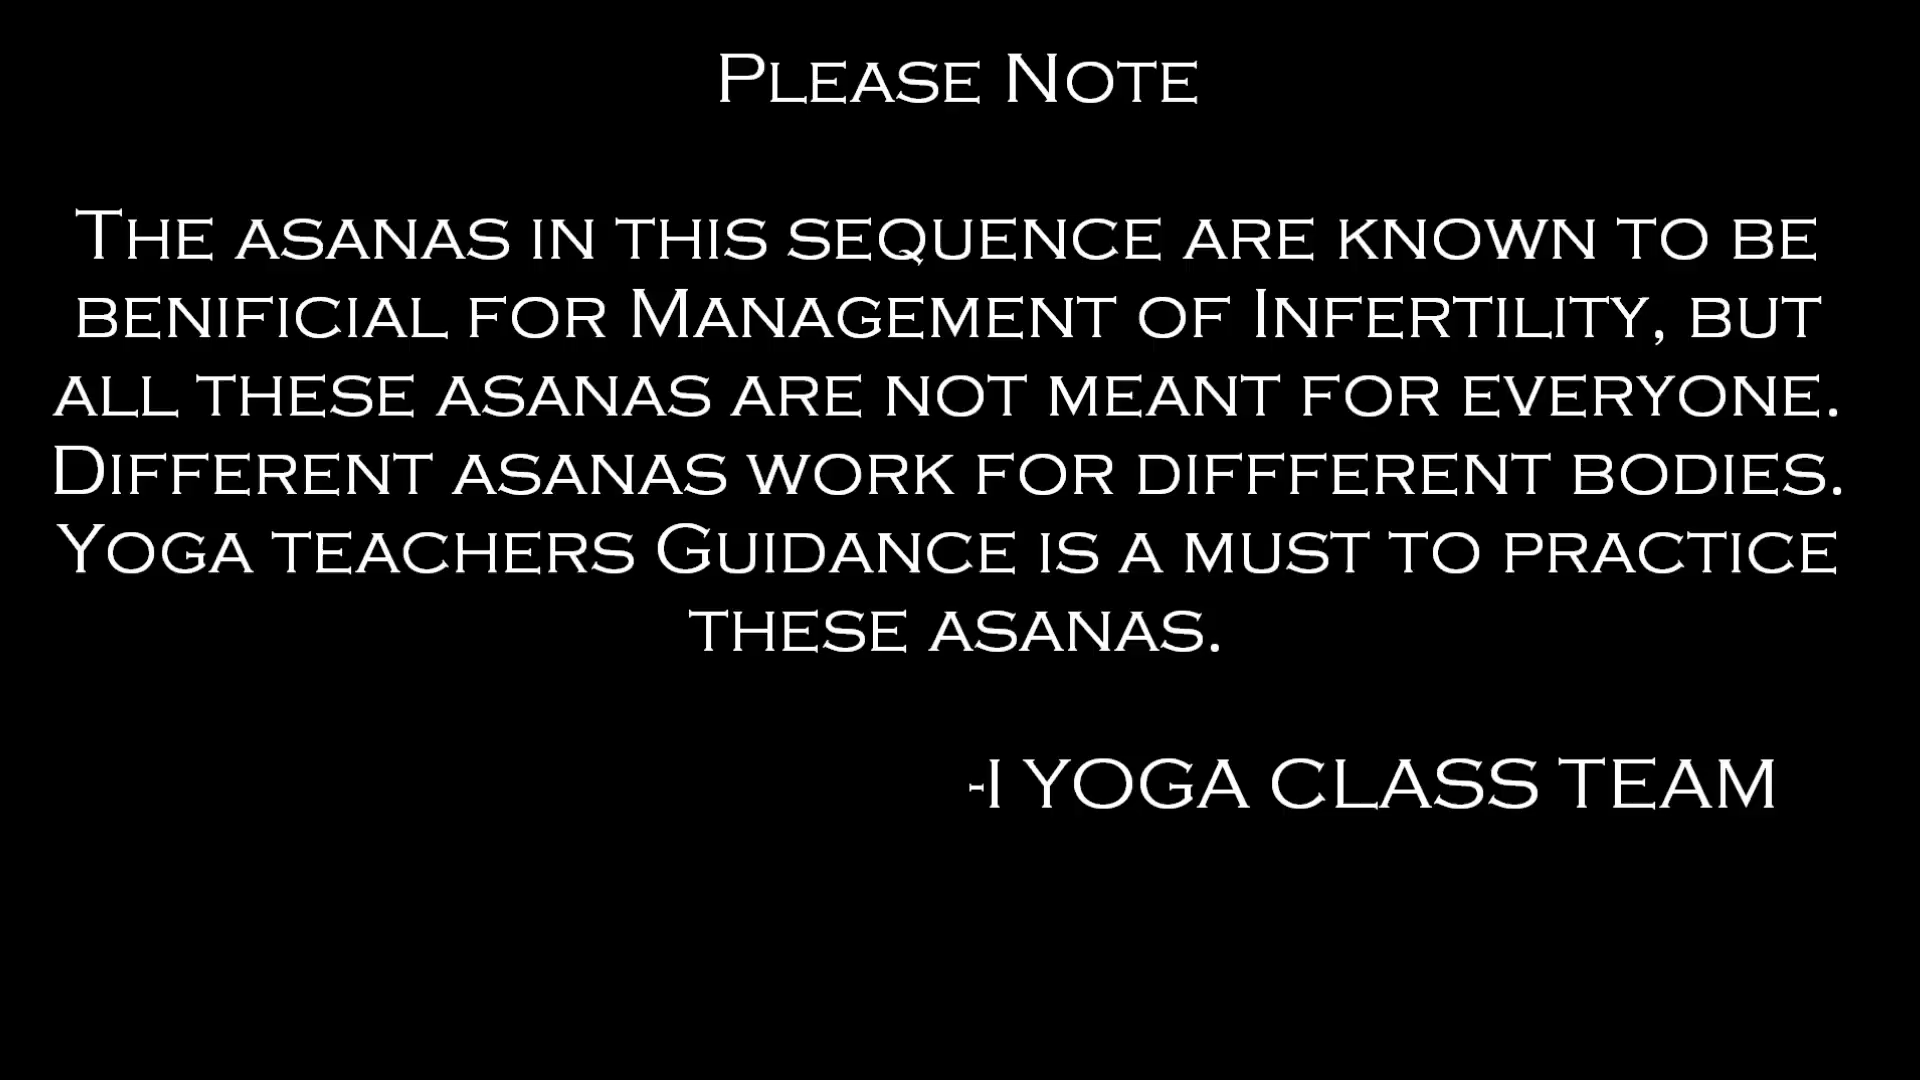 Please Note
The asanas in this sequence are known to be
benificial for Management of Infertility, but
all these asanas are not meant for everyone.
Different asanas work for diffferent bodies.
Yoga teachers Guidance is a must to practice
these asanas.
-I YOGA CLASS TEAM